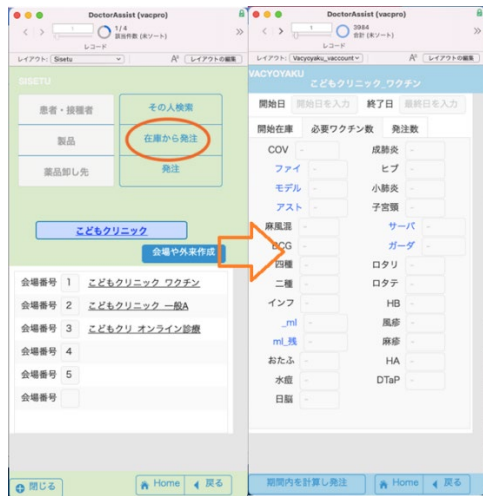 DoctorAssist (vacpro)
1
1/4
該当件数 (未ソート)
レコード
レイアウト: Sisetu
レイアウトの編集
SISETU
患者・接種者
その人検索
製品
在庫から発注
薬品卸し先
発注
こどもクリニック
会場や外来作成
会場番号 1 こどもクリニック ワクチン
会場番号 2 こどもクリニック 一般A
会場番号 3 こどもクリ オンライン診療
会場番号 4
会場番号 5
会場番号
閉じる
Home
戻る
DoctorAssist (vacpro)
1
3984
合計 (未ソート)
レコード
レイアウト: Vacyoyaku_vaccount
レイアウトの編集
VACYOYAKU
こどもクリニック_ワクチン
開始日 開始日を入力 終了日 最終日を入力
開始在庫 必要ワクチン数 発注数
COV - 成肺炎 -
ファイ - ヒブ -
モデル - 小肺炎 -
アスト - 子宮頸 -
麻風混 - サーバ -
BCG - ガーダ -
四種 - ロタリ -
二種 - ロタテ -
インフ - HB -
_ml - 風疹 -
ml_残 - 麻疹 -
おたふ - HA -
水痘 - DTaP -
日脳 -
期間内を計算し発注
Home
戻る